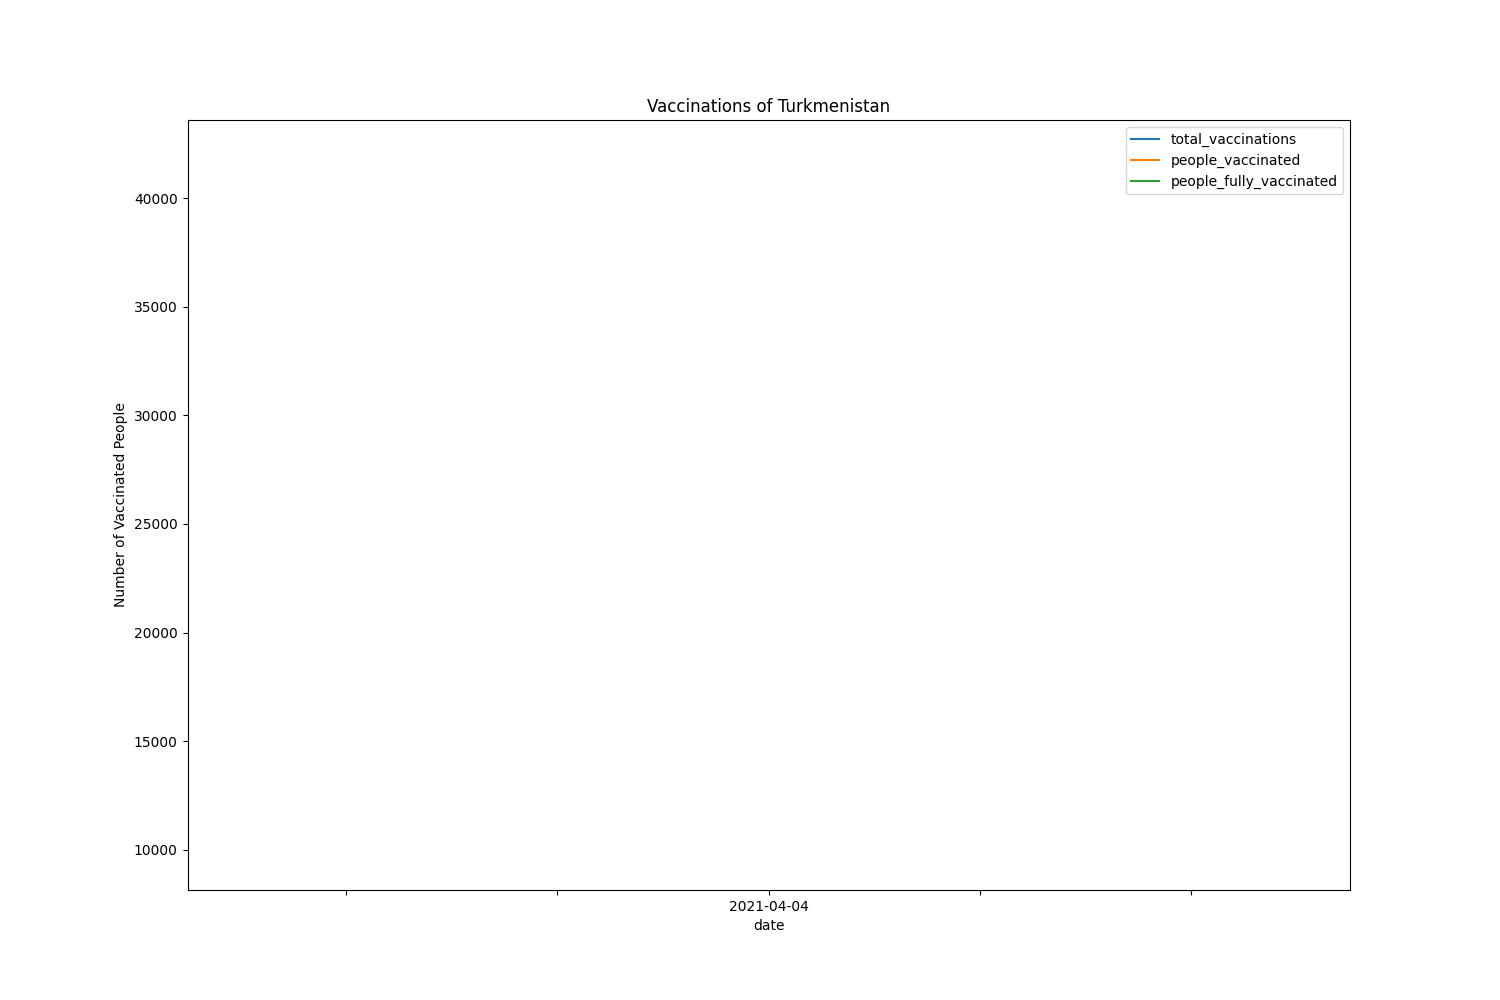 Vaccinations of Turkmenistan
total_vaccinations
people_vaccinated
people_fully_vaccinated
40000
35000
30000
25000
20000
15000
10000
Number of Vaccinated People
2021-04-04
date